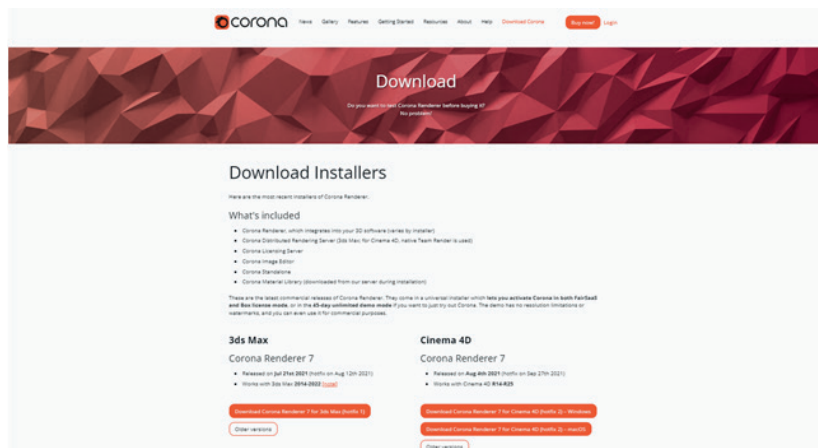 corona News Gallery Features Getting Started Resources About Help Download Corona Buy now! Login
Download
Do you want to test Corona Renderer before buying it?
No problem!
Download Installers
Here are the most recent installers of Corona Renderer.
What's included
Corona Renderer, which integrates into your 3D software (varies by installer)
Corona Distributed Rendering Server (3ds Max; for Cinema 4D, native Team Render is used)
Corona Licensing Server
Corona Image Editor
Corona Standalone
Corona Material Library (downloaded from our server during installation)
These are the latest commercial releases of Corona Renderer. They come in a universal installer which lets you activate Corona in both FairSaaS
and Box license mode, or in the 45-day unlimited demo mode if you want to just try out Corona. The demo has no resolution limitations or
watermarks, and you can even use it for commercial purposes.
3ds Max
Corona Renderer 7
Released on Jul 21st 2021 (hotfix on Aug 12th 2021)
Works with 3ds Max 2014-2022 (install)
Download Corona Renderer 7 for 3ds Max (hotfix 1)
Older versions
Cinema 4D
Corona Renderer 7
Released on Aug 4th 2021 (hotfix on Sep 27th 2021)
Works with Cinema 4D R14-R25
Download Corona Renderer 7 for Cinema 4D (hotfix 2) – Windows
Download Corona Renderer 7 for Cinema 4D (hotfix 2) – macOS
Older versions